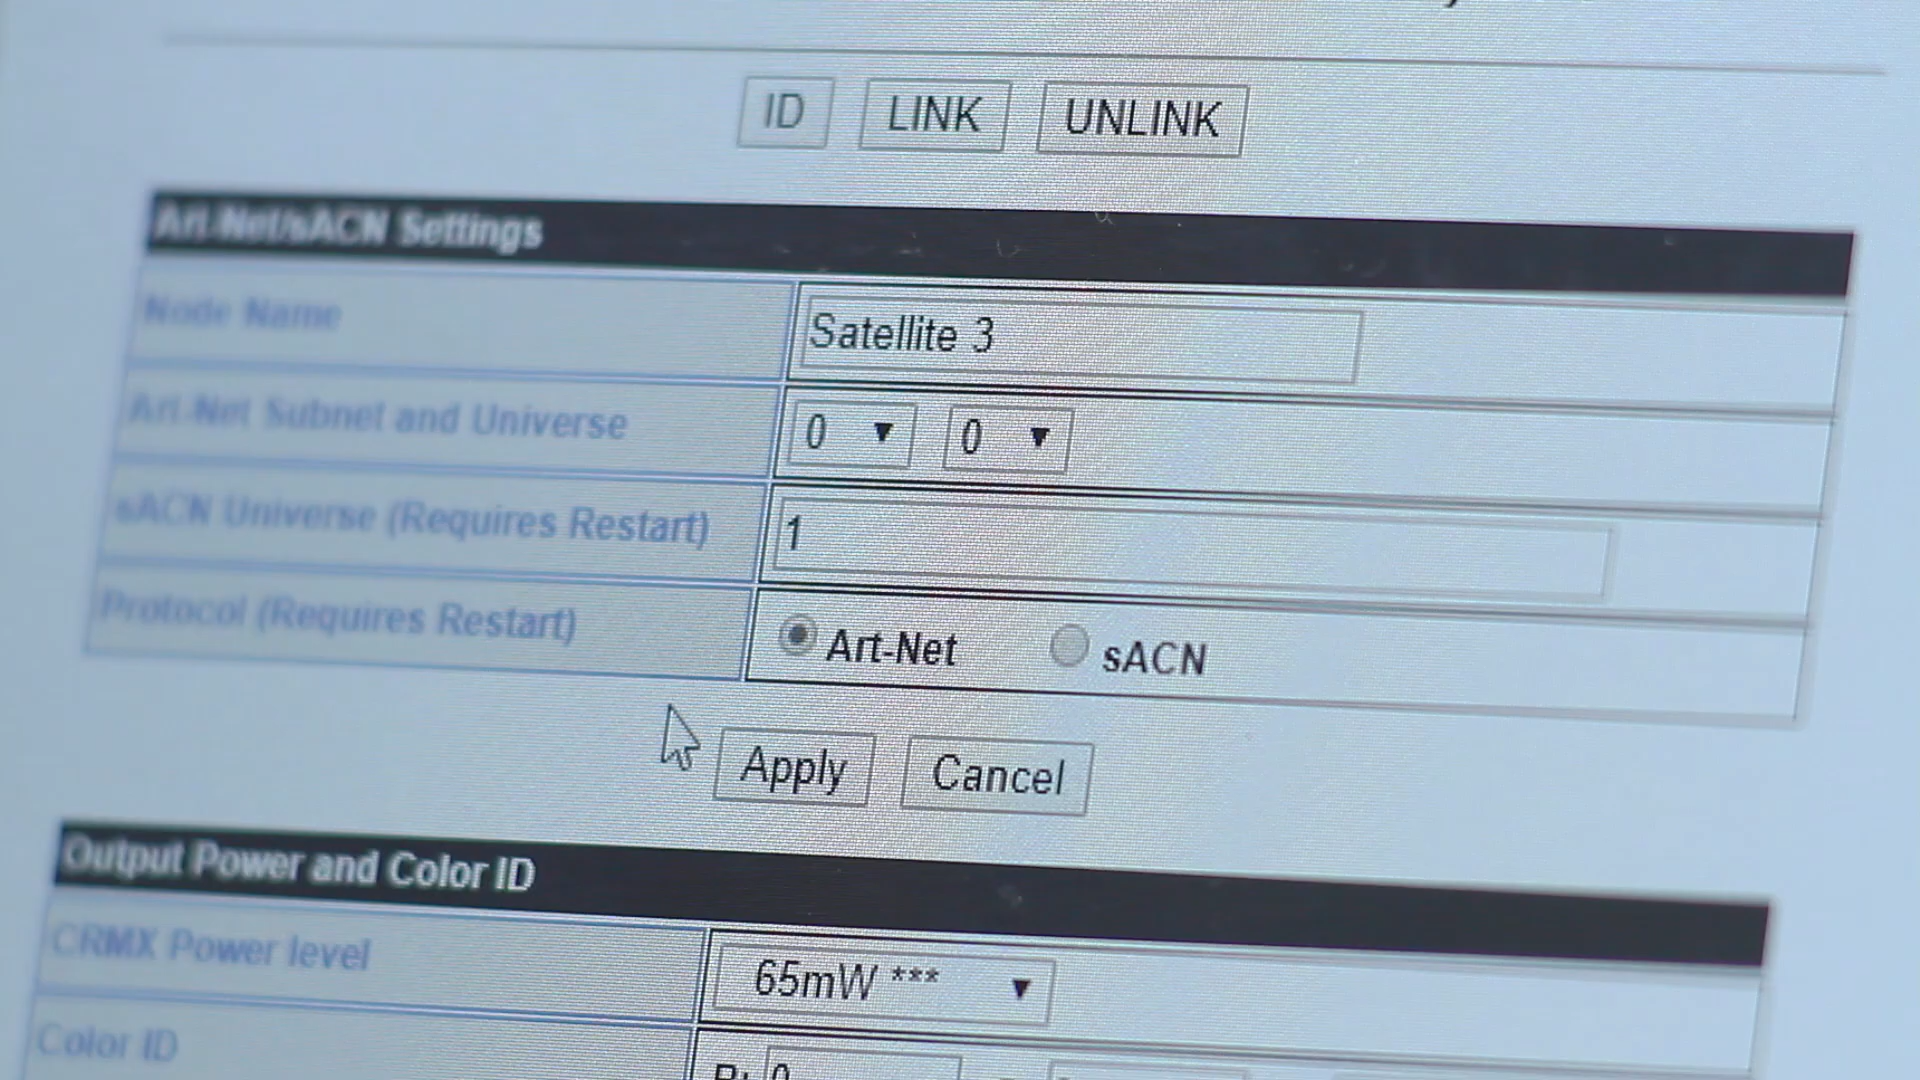 ID LINK UNLINK
Art-Net/sACN Settings
Node Name Satellite 3
Art-Net Subnet and Universe 0 0
sACN Universe (Requires Restart) 1
Protocol (Requires Restart) Art-Net sACN
Apply Cancel
Output Power and Color ID
CRMX Power level 65mW ***
Color ID R: 0